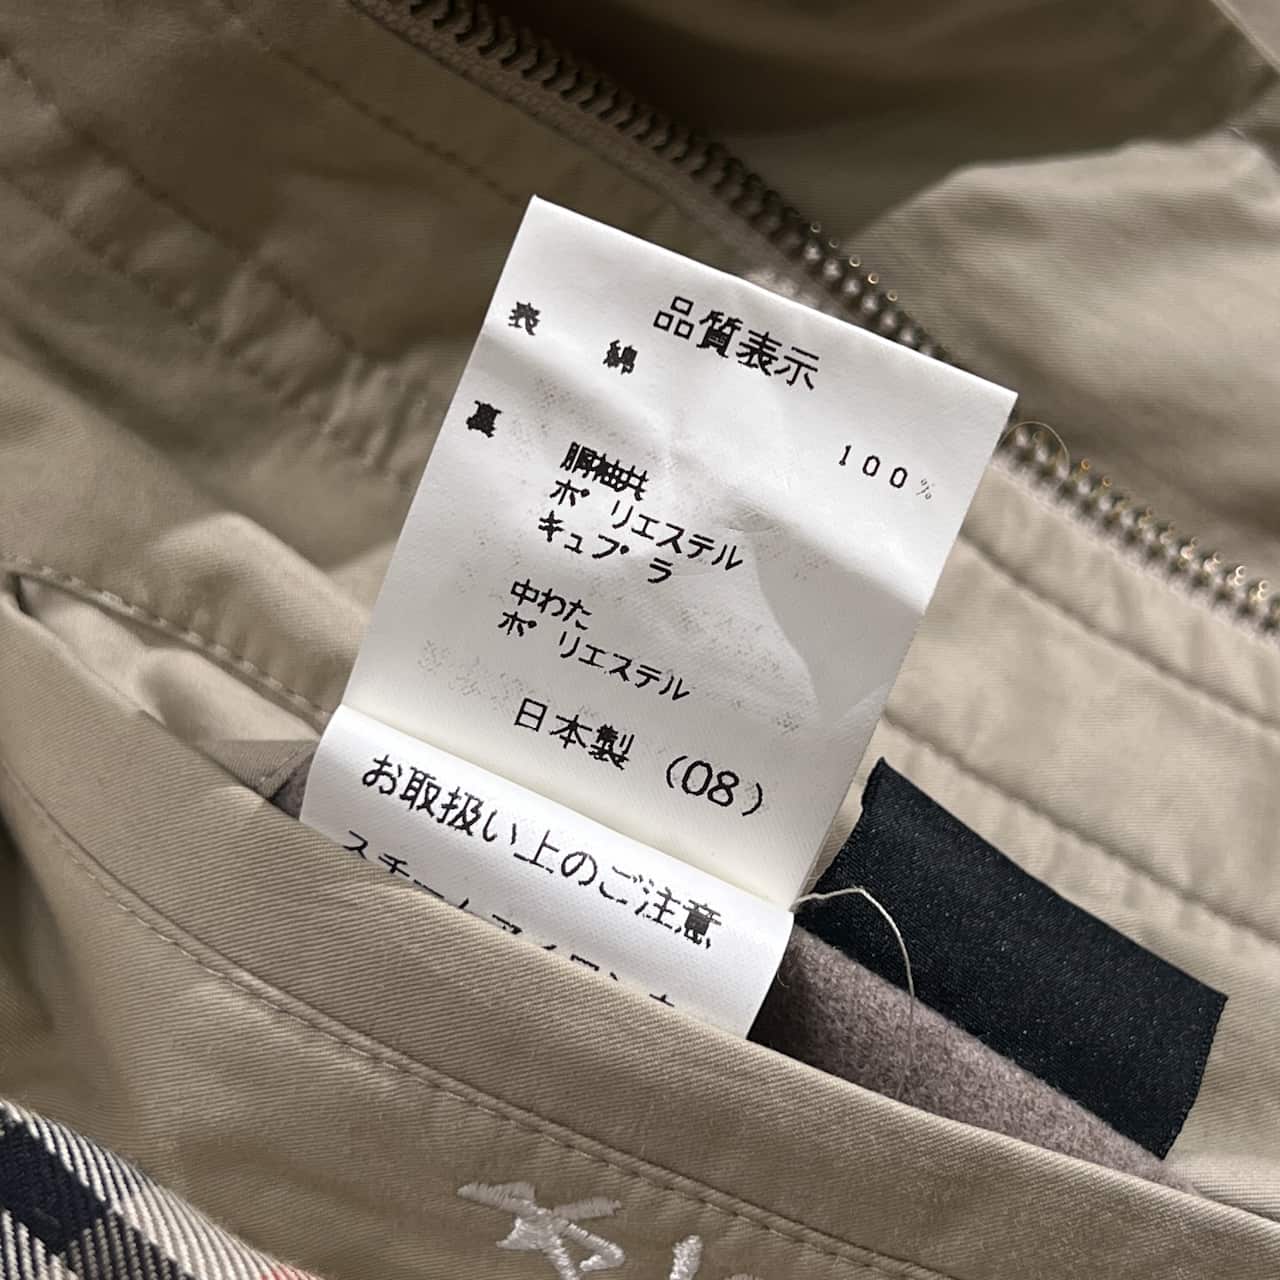 品質表示
表 綿 100%
裏
胴袖共
ポリエステル
キュプラ
中わた
ポリエステル
日本製 (08)
お取扱い上のご注意